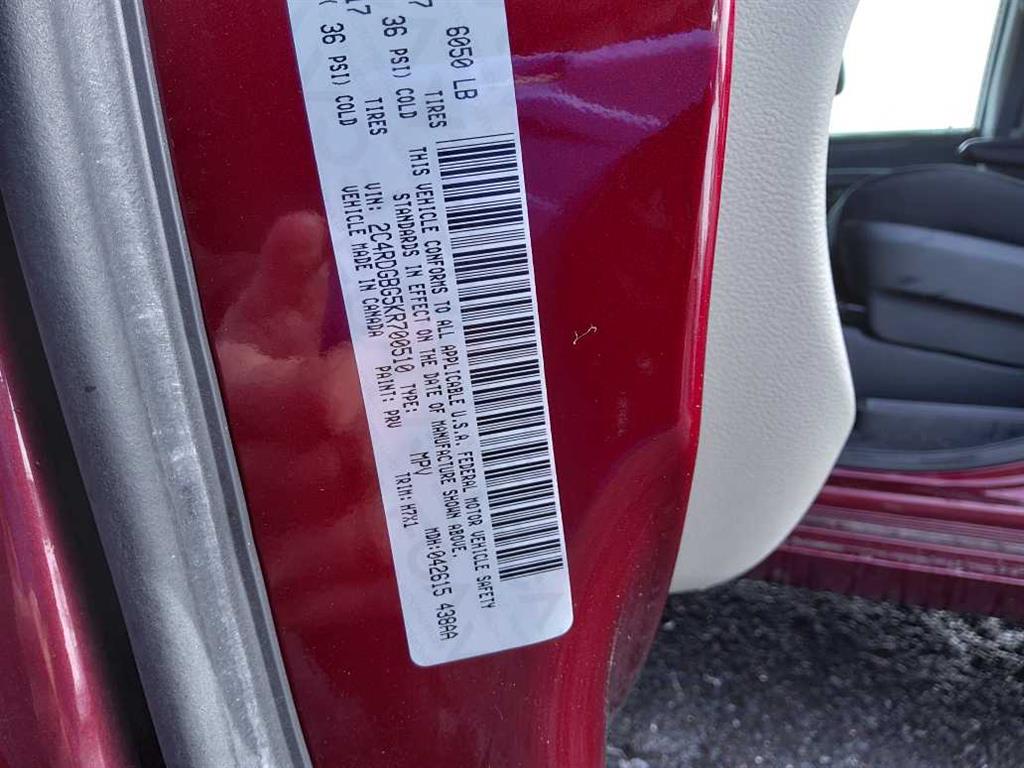 6050 LB
7 TIRES
36 PSI) COLD
17 TIRES
( 36 PSI) COLD
THIS VEHICLE CONFORMS TO ALL APPLICABLE U.S.A. FEDERAL MOTOR VEHICLE SAFETY
STANDARDS IN EFFECT ON THE DATE OF MANUFACTURE SHOWN ABOVE.
VIN: 2C4RDGBG5KR700510 TYPE: MPV MDH:042615 438AA
VEHICLE MADE IN CANADA PAINT: PRV TRIM:H7X1